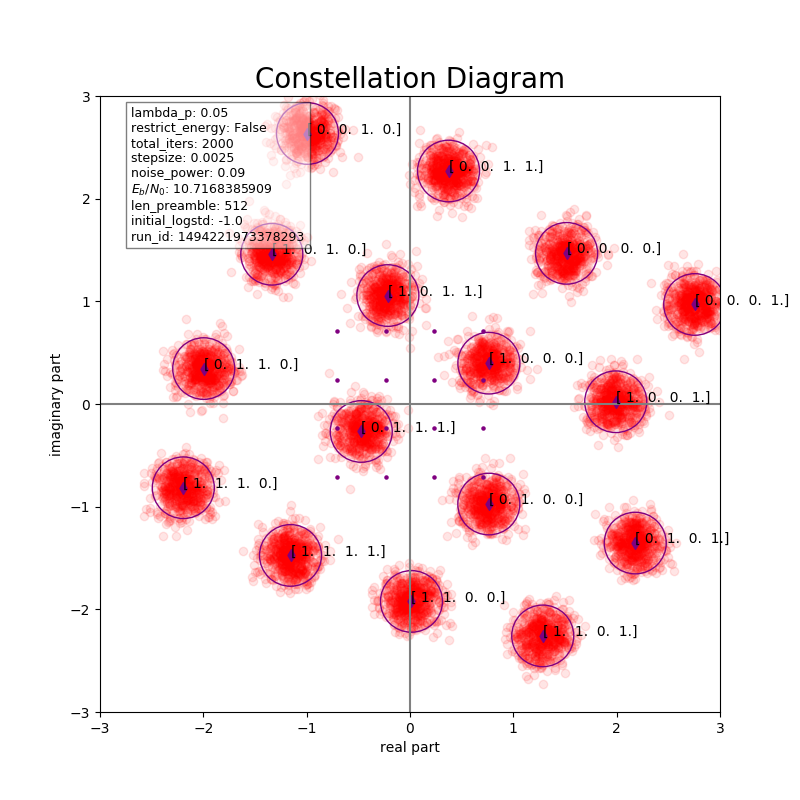 Constellation Diagram
3
lambda_p: 0.05
restrict_energy: False
total_iters: 2000
stepsize: 0.0025
noise_power: 0.09
E_b/N_0: 10.7168385909
len_preamble: 512
initial_logstd: -1.0
run_id: 1494221973378293
[ 0. 0. 1. 0.]
[ 0. 0. 1. 1.]
[ 1. 0. 1. 0.]
[ 0. 0. 0. 0.]
[ 1. 0. 1. 1.]
[ 0. 0. 0. 1.]
[ 0. 1. 1. 0.]
[ 1. 0. 0. 0.]
[ 1. 0. 0. 1.]
[ 0. 1. 1. 1.]
[ 1. 1. 1. 0.]
[ 0. 1. 0. 0.]
[ 1. 1. 1. 1.]
[ 0. 1. 0. 1.]
[ 1. 1. 0. 0.]
[ 1. 1. 0. 1.]
2
1
0
−1
−2
−3
imaginary part
−3 −2 −1 0 1 2 3
real part